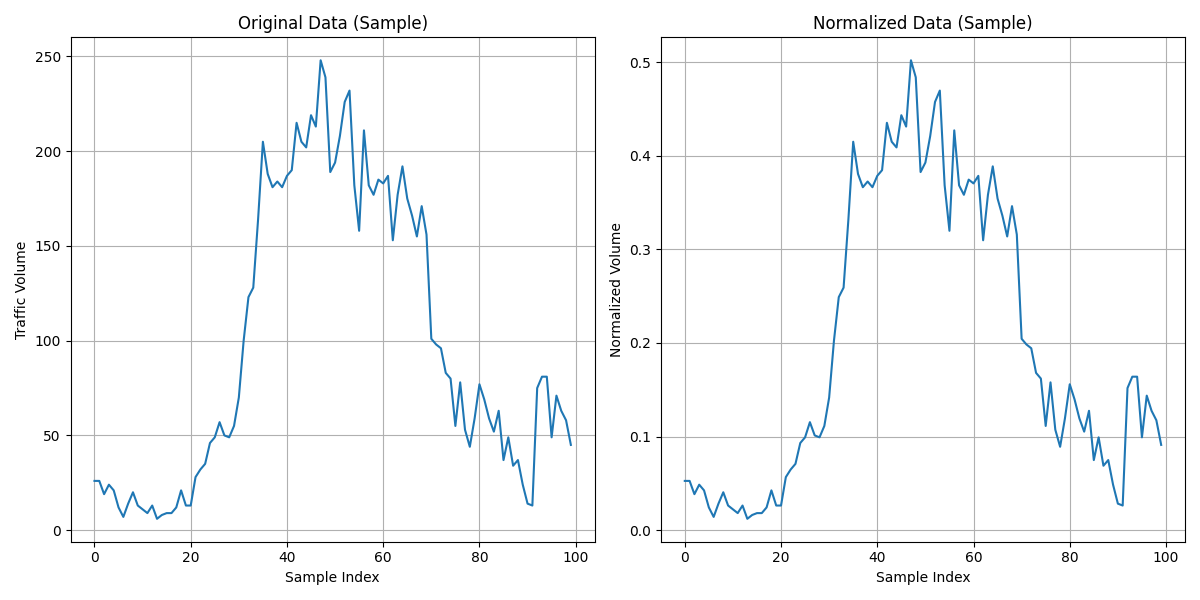 Original Data (Sample)
250
200
150
100
50
0
Traffic Volume
0 20 40 60 80 100
Sample Index
Normalized Data (Sample)
0.5
0.4
0.3
0.2
0.1
0.0
Normalized Volume
0 20 40 60 80 100
Sample Index